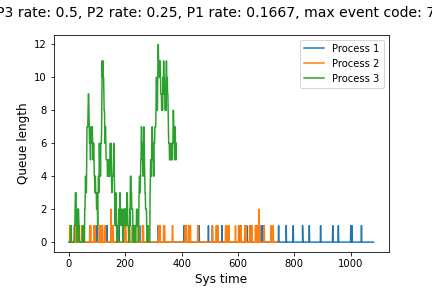 P3 rate: 0.5, P2 rate: 0.25, P1 rate: 0.1667, max event code: 7
12
10
8
6
4
2
0
Queue length
Process 1
Process 2
Process 3
0
200
400
600
800
1000
Sys time